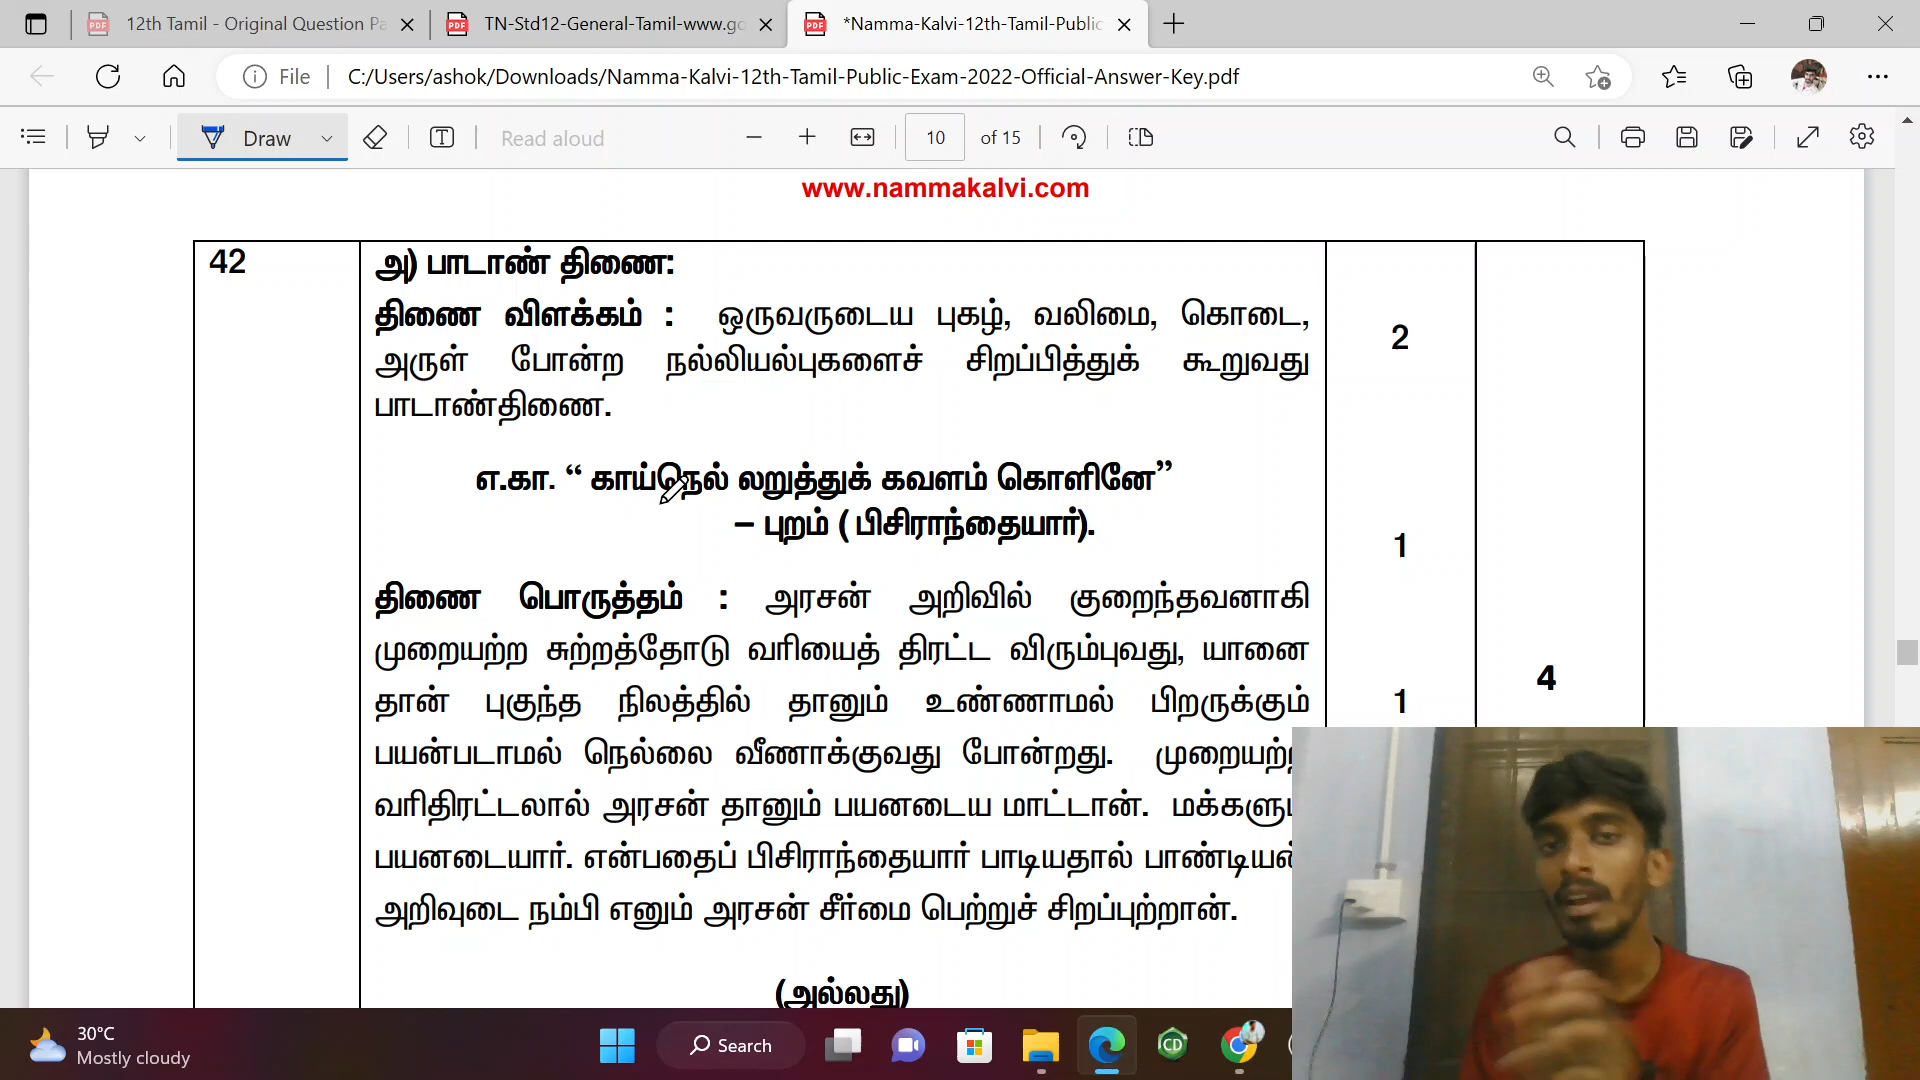 12th Tamil - Original Question Pa
TN-Std12-General-Tamil-www.go
*Namma-Kalvi-12th-Tamil-Public
File
C:/Users/ashok/Downloads/Namma-Kalvi-12th-Tamil-Public-Exam-2022-Official-Answer-Key.pdf
Draw
Read aloud
10 of 15
www.nammakalvi.com
42
அ) பாடாண் திணை:
திணை விளக்கம் : ஒருவருடைய புகழ், வலிமை, கொடை,
அருள் போன்ற நல்லியல்புகளைச் சிறப்பித்துக் கூறுவது
பாடாண்திணை.
2
எ.கா. “ காய்நெல் லறுத்துக் கவளம் கொளினே”
– புறம் ( பிசிராந்தையார்).
1
திணை பொருத்தம் : அரசன் அறிவில் குறைந்தவனாகி
முறையற்ற சுற்றத்தோடு வரியைத் திரட்ட விரும்புவது, யானை
தான் புகுந்த நிலத்தில் தானும் உண்ணாமல் பிறருக்கும்
பயன்படாமல் நெல்லை வீணாக்குவது போன்றது.
வரிதிரட்டலால் அரசன் தானும் பயனடைய மாட்டான்.
பயனடையார். என்பதைப் பிசிராந்தையார் பாடியதால்
அறிவுடை நம்பி எனும் அரசன் சீர்மை பெற்றுச் சிறப்புற்றான்.
1
4
(அல்லது)
30°C
Mostly cloudy
Search
CD